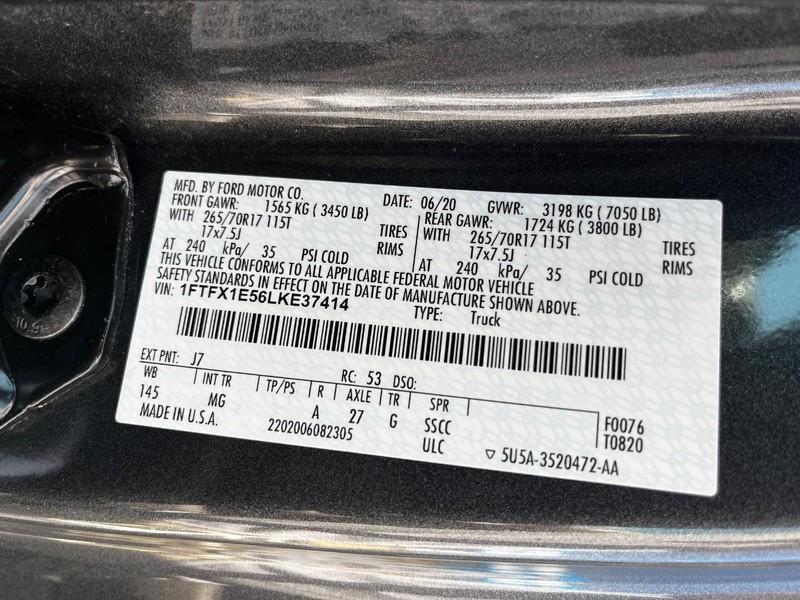 MFD. BY FORD MOTOR CO.
DATE: 06/20 GVWR: 3198 KG ( 7050 LB)
FRONT GAWR: 1565 KG ( 3450 LB) REAR GAWR: 1724 KG ( 3800 LB)
WITH 265/70R17 115T TIRES WITH 265/70R17 115T TIRES
17x7.5J RIMS 17x7.5J RIMS
AT 240 kPa/ 35 PSI COLD AT 240 kPa/ 35 PSI COLD
THIS VEHICLE CONFORMS TO ALL APPLICABLE FEDERAL MOTOR VEHICLE
SAFETY STANDARDS IN EFFECT ON THE DATE OF MANUFACTURE SHOWN ABOVE.
VIN: 1FTFX1E56LKE37414 TYPE: Truck
EXT PNT: J7 RC: 53 DSO:
WB INT TR TP/PS R AXLE TR SPR
145 MG A 27 G SSCC F0076
MADE IN U.S.A. 2202006082305 ULC T0820
▽ 5U5A-3520472-AA
10.9